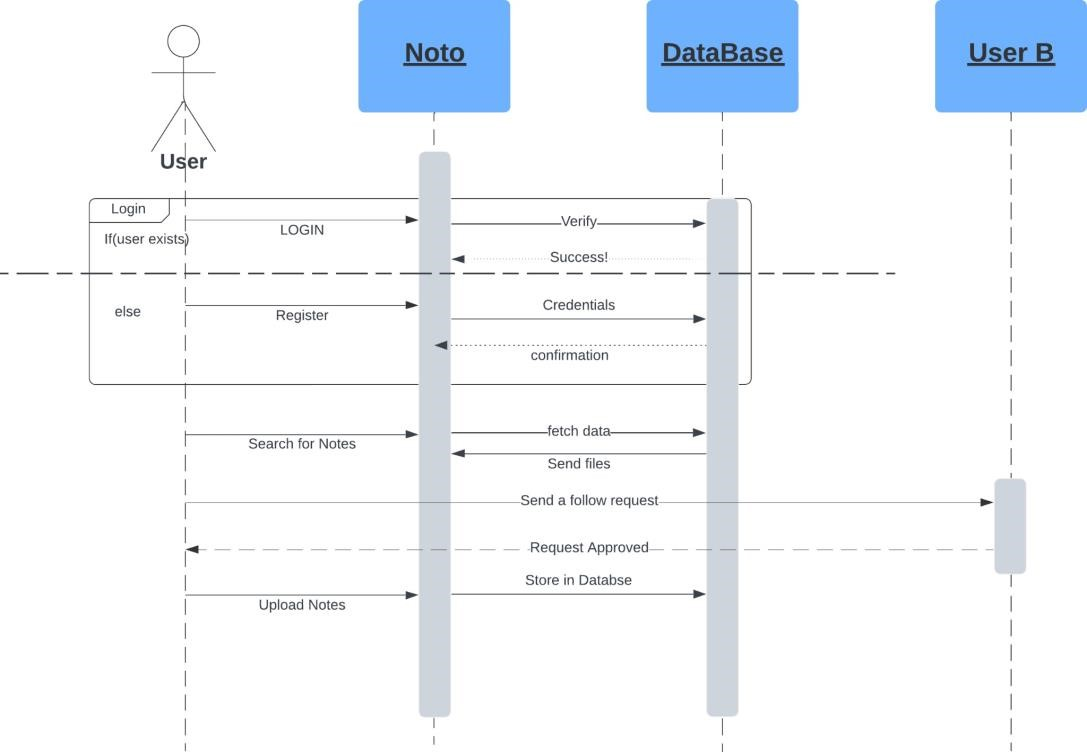 Noto
DataBase
User B
User
Login
LOGIN
Verify
If(user exists)
Success!
else
Register
Credentials
confirmation
Search for Notes
fetch data
Send files
Send a follow request
Request Approved
Store in Databse
Upload Notes